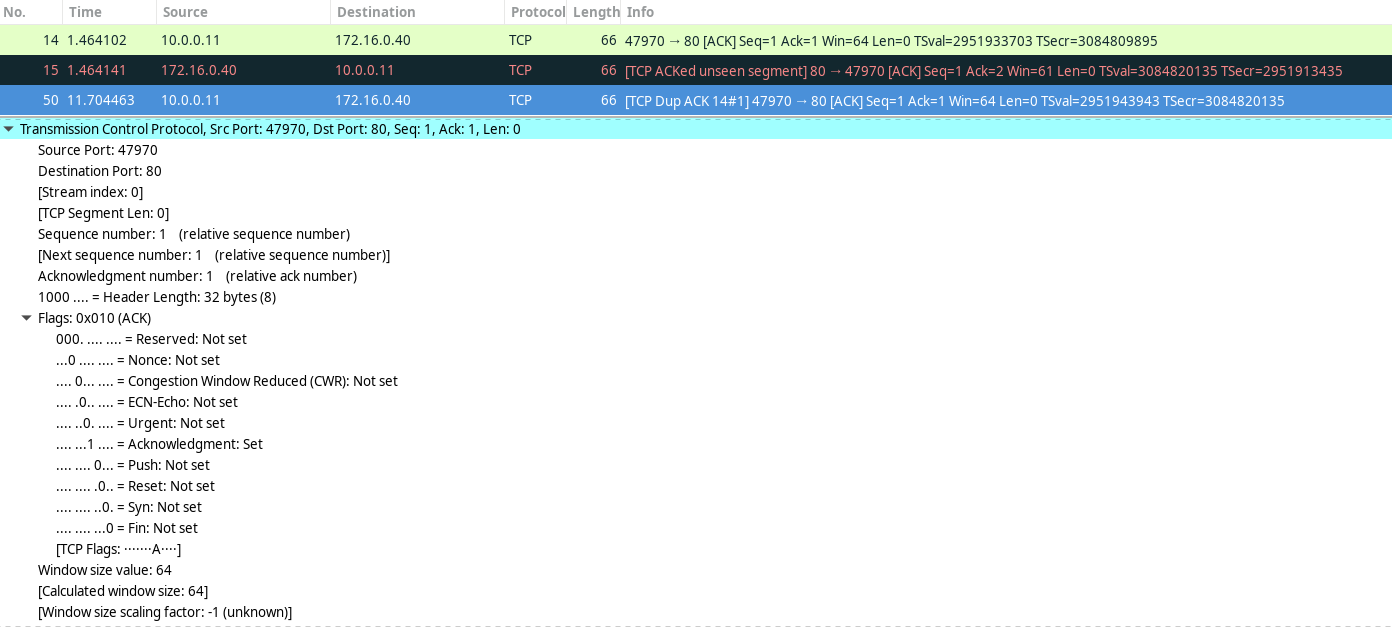 No. Time Source Destination Protocol Length Info
14 1.464102 10.0.0.11 172.16.0.40 TCP 66 47970 → 80 [ACK] Seq=1 Ack=1 Win=64 Len=0 TSval=2951933703 TSecr=3084809895
15 1.464141 172.16.0.40 10.0.0.11 TCP 66 [TCP ACKed unseen segment] 80 → 47970 [ACK] Seq=1 Ack=2 Win=61 Len=0 TSval=3084820135 TSecr=2951913435
50 11.704463 10.0.0.11 172.16.0.40 TCP 66 [TCP Dup ACK 14#1] 47970 → 80 [ACK] Seq=1 Ack=1 Win=64 Len=0 TSval=2951943943 TSecr=3084820135
Transmission Control Protocol, Src Port: 47970, Dst Port: 80, Seq: 1, Ack: 1, Len: 0
Source Port: 47970
Destination Port: 80
[Stream index: 0]
[TCP Segment Len: 0]
Sequence number: 1 (relative sequence number)
[Next sequence number: 1 (relative sequence number)]
Acknowledgment number: 1 (relative ack number)
1000 .... = Header Length: 32 bytes (8)
Flags: 0x010 (ACK)
000. .... .... = Reserved: Not set
...0 .... .... = Nonce: Not set
.... 0... .... = Congestion Window Reduced (CWR): Not set
.... .0.. .... = ECN-Echo: Not set
.... ..0. .... = Urgent: Not set
.... ...1 .... = Acknowledgment: Set
.... .... 0... = Push: Not set
.... .... .0.. = Reset: Not set
.... .... ..0. = Syn: Not set
.... .... ...0 = Fin: Not set
[TCP Flags: ·······A····]
Window size value: 64
[Calculated window size: 64]
[Window size scaling factor: -1 (unknown)]